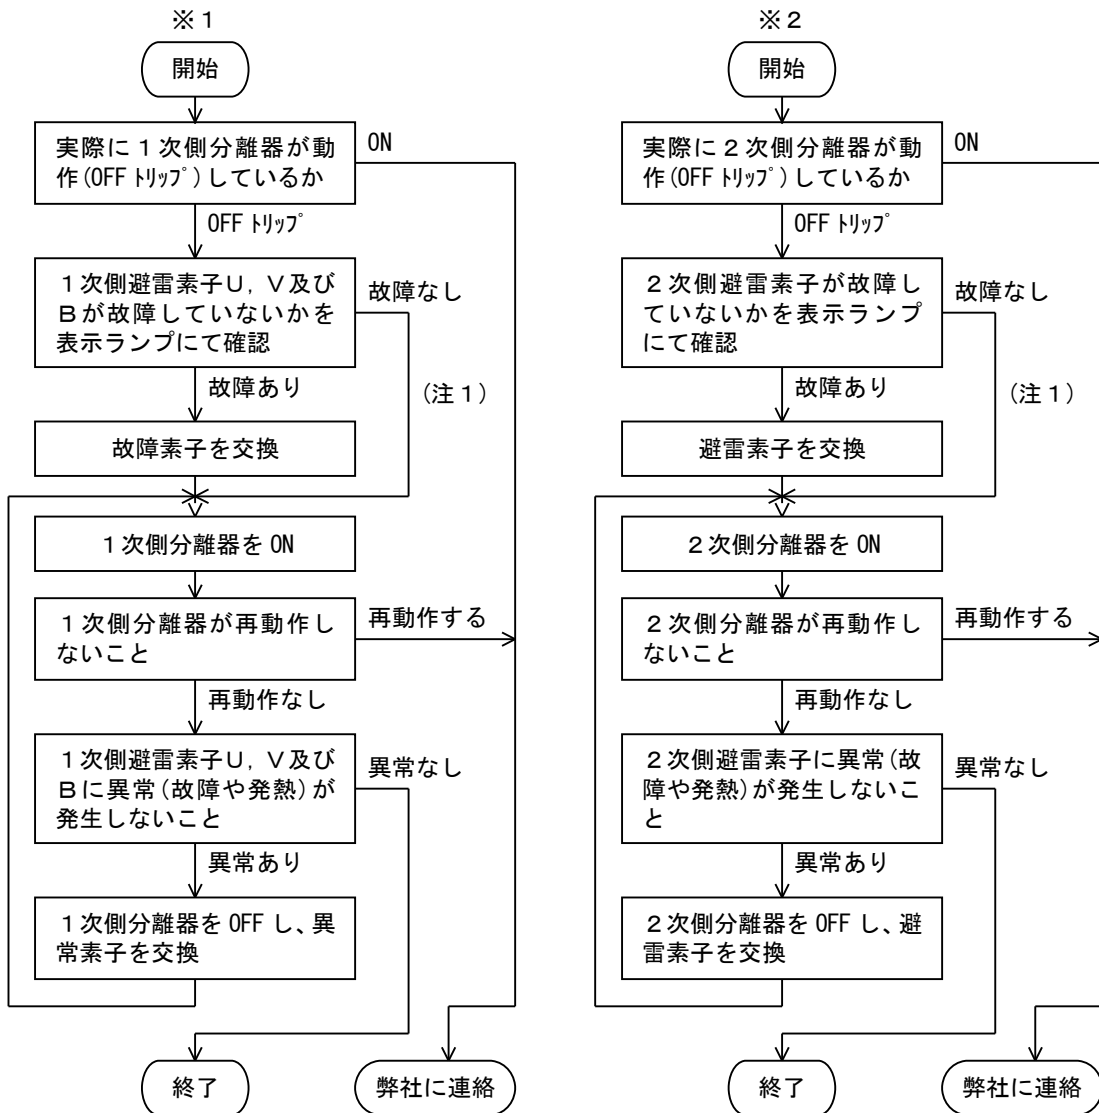 ※１
開始
実際に１次側分離器が動
作(OFF ﾄﾘｯﾌﾟ)しているか
ON
OFF ﾄﾘｯﾌﾟ
１次側避雷素子Ｕ，Ｖ及び
Ｂが故障していないかを
表示ランプにて確認
故障なし
故障あり
(注１)
故障素子を交換
１次側分離器を ON
１次側分離器が再動作し
ないこと
再動作する
再動作なし
１次側避雷素子Ｕ，Ｖ及び
Ｂに異常(故障や発熱)が
発生しないこと
異常なし
異常あり
１次側分離器を OFF し、異
常素子を交換
終了
弊社に連絡
※２
開始
実際に２次側分離器が動
作(OFF ﾄﾘｯﾌﾟ)しているか
ON
OFF ﾄﾘｯﾌﾟ
２次側避雷素子が故障し
ていないかを表示ランプ
にて確認
故障なし
故障あり
(注１)
避雷素子を交換
２次側分離器を ON
２次側分離器が再動作し
ないこと
再動作する
再動作なし
２次側避雷素子に異常(故
障や発熱)が発生しないこ
と
異常なし
異常あり
２次側分離器を OFF し、避
雷素子を交換
終了
弊社に連絡